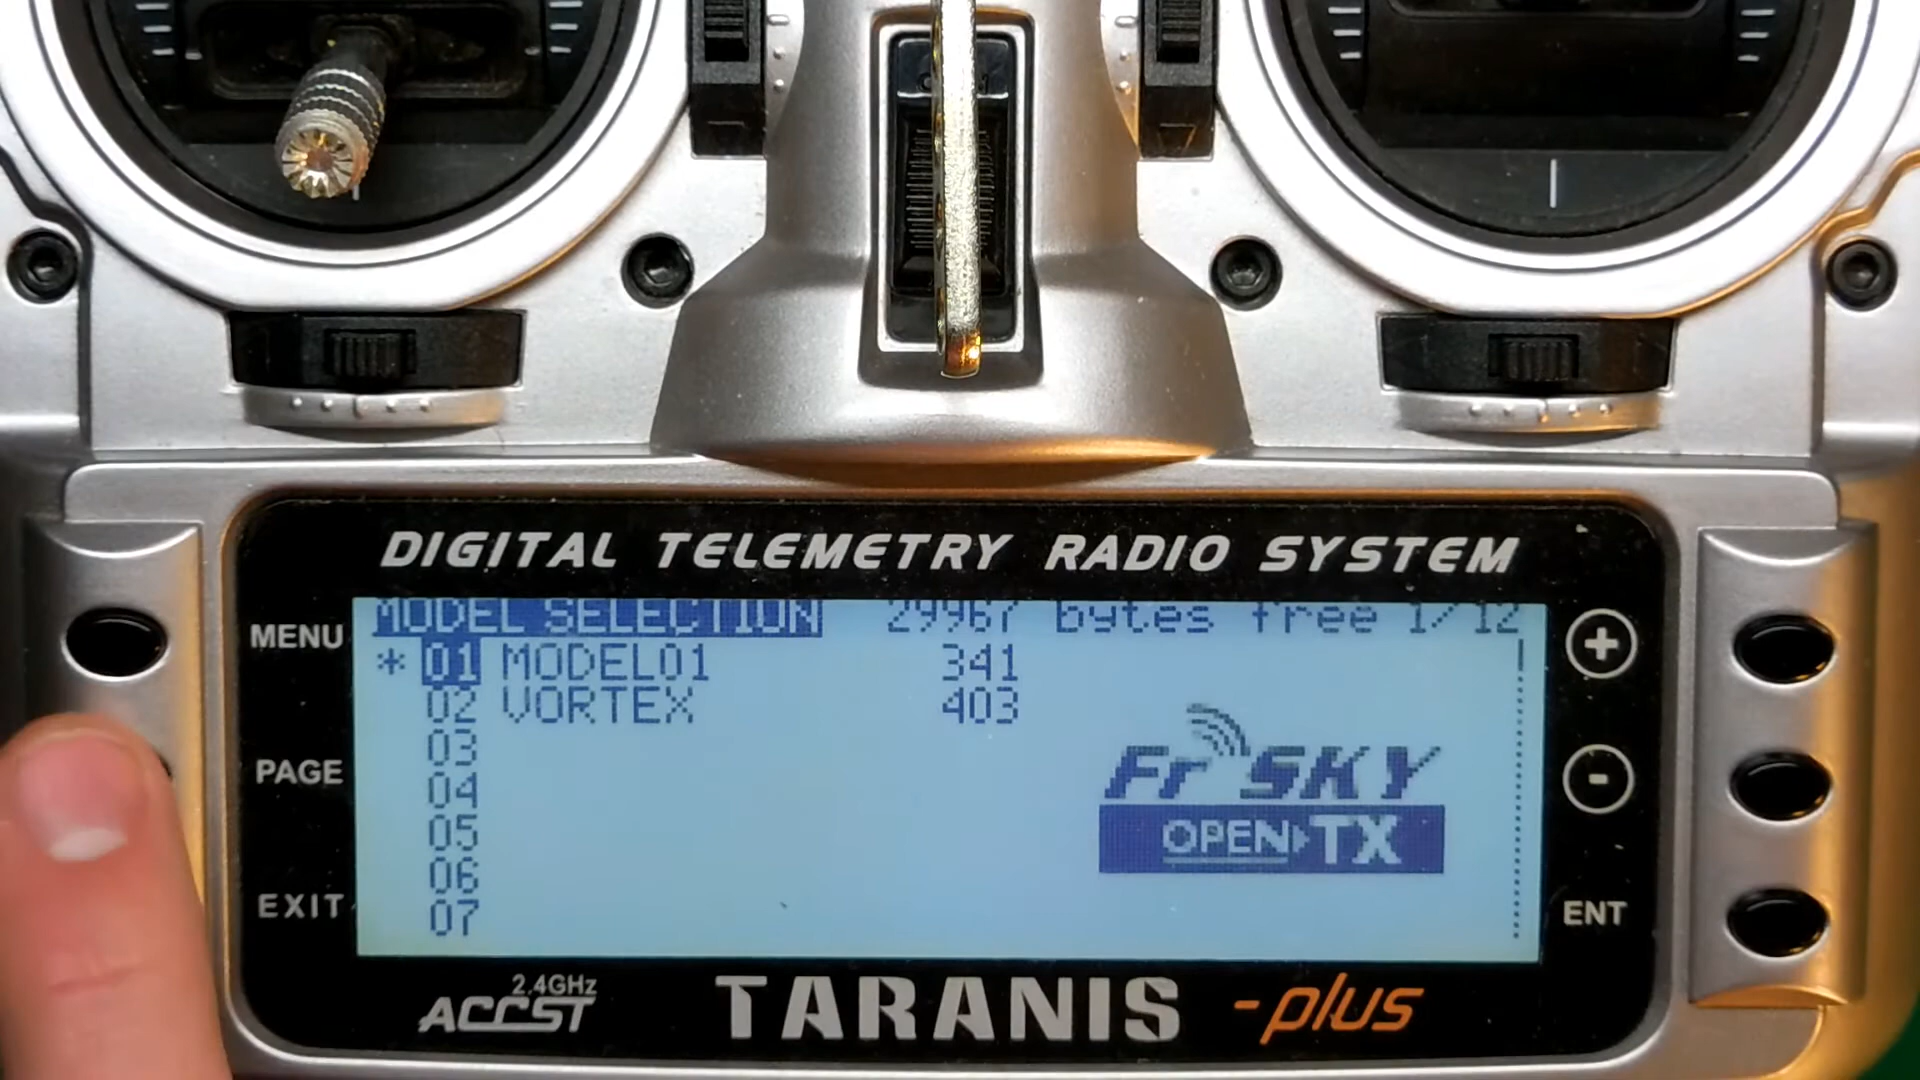 DIGITAL TELEMETRY RADIO SYSTEM
MENU
PAGE
EXIT
MODEL SELECTION 29967 bytes free 1/12
* 01 MODEL01 341
02 VORTEX 403
03
04
05
06
07
FrSKY
OPEN TX
+
-
ENT
2.4GHz
ACCST
TARANIS -plus